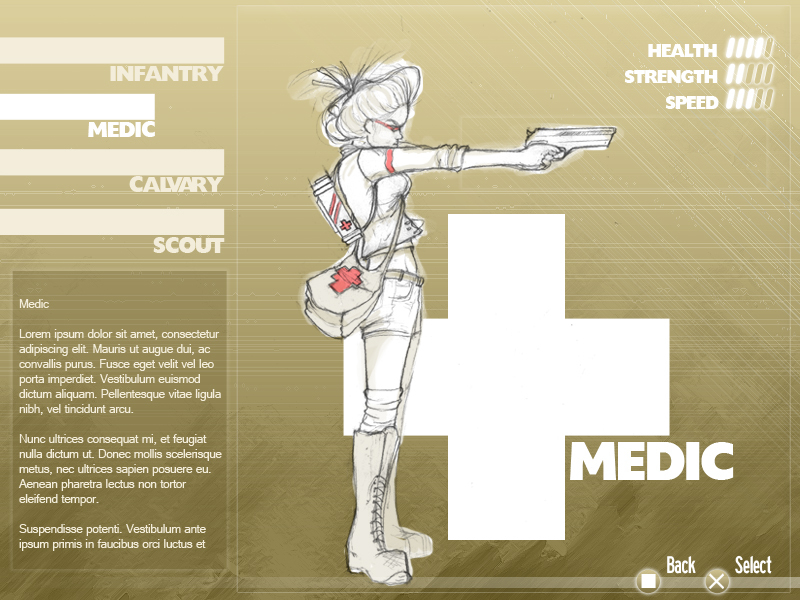 INFANTRY
MEDIC
CALVARY
SCOUT
Medic
Lorem ipsum dolor sit amet, consectetur
adipiscing elit. Mauris ut augue dui, ac
convallis purus. Fusce eget velit vel leo
porta imperdiet. Vestibulum euismod
dictum aliquam. Pellentesque vitae ligula
nibh, vel tincidunt arcu.
Nunc ultrices consequat mi, et feugiat
nulla dictum ut. Donec mollis scelerisque
metus, nec ultrices sapien posuere eu.
Aenean pharetra lectus non tortor
eleifend tempor.
Suspendisse potenti. Vestibulum ante
ipsum primis in faucibus orci luctus et
HEALTH
STRENGTH
SPEED
MEDIC
Back
Select